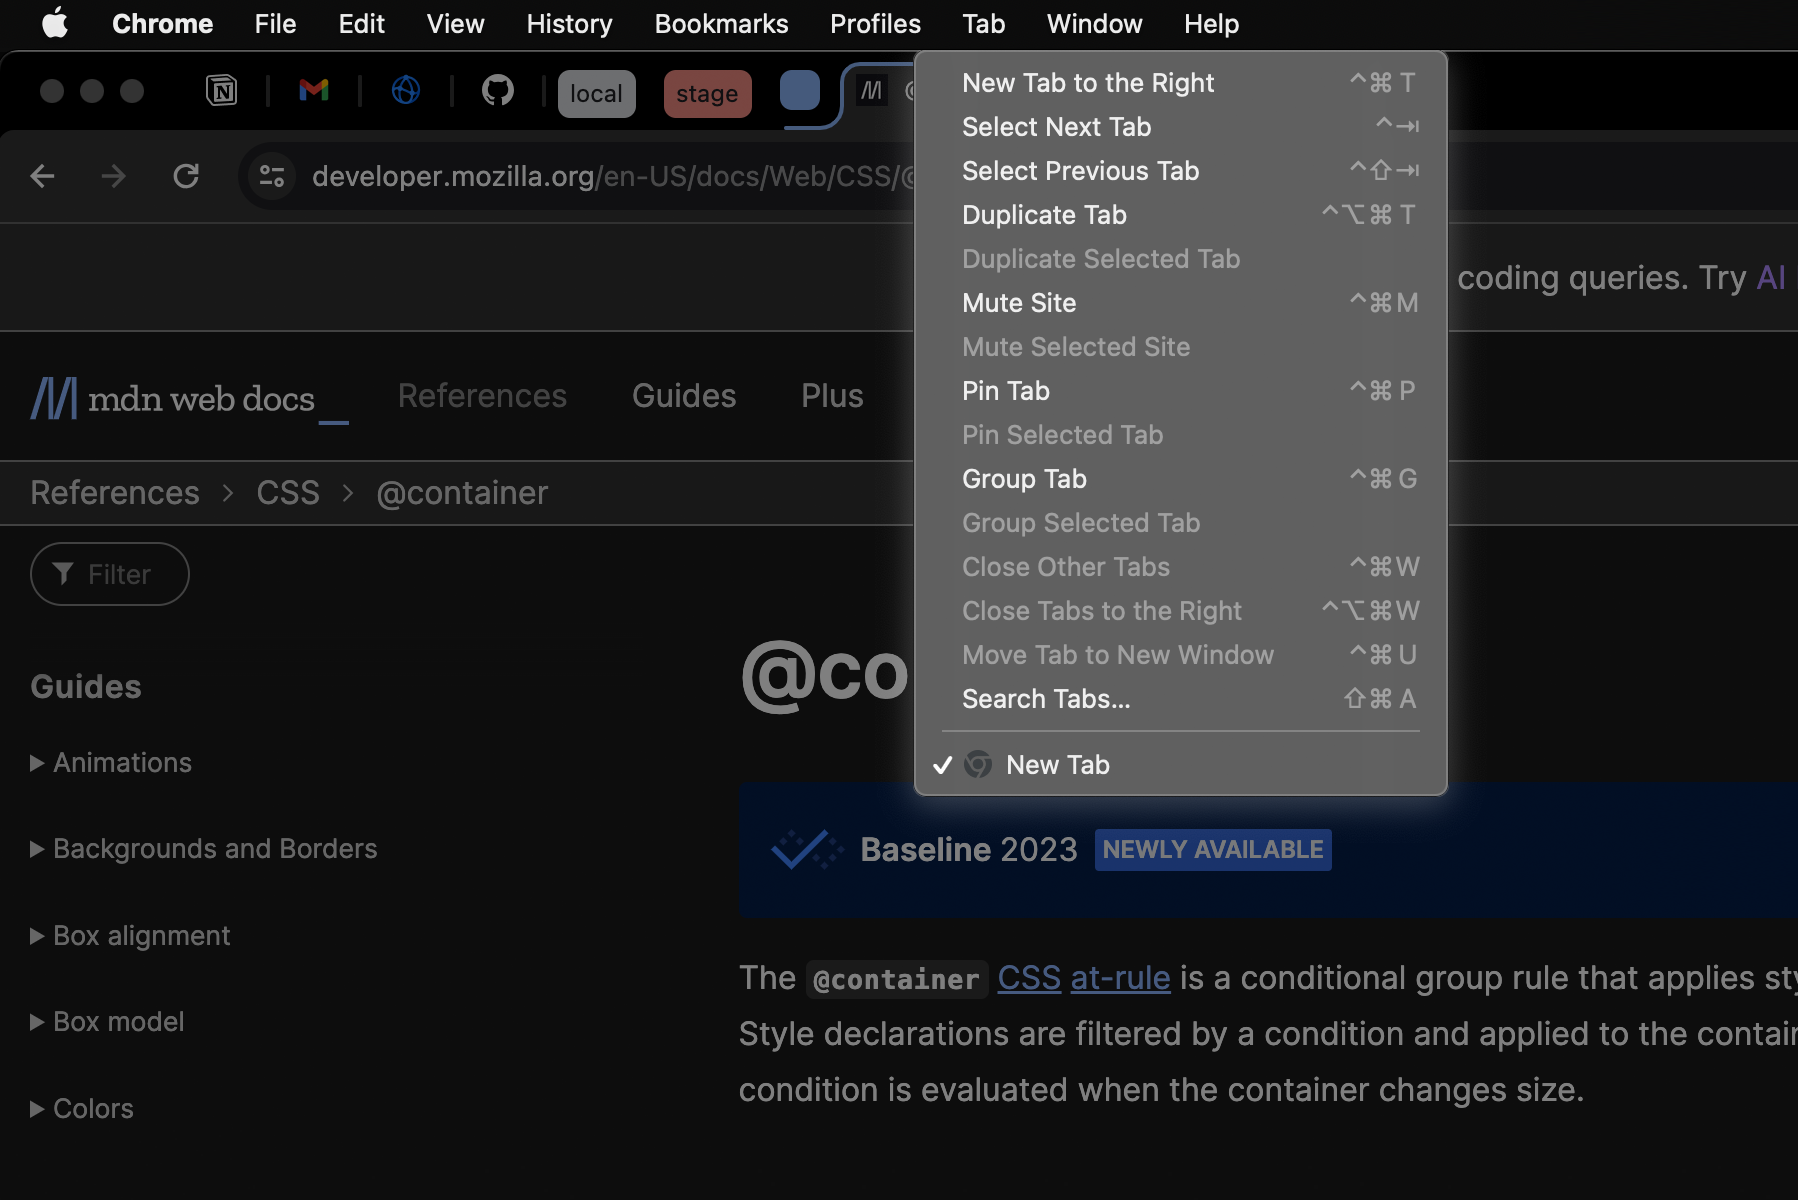 Chrome File Edit View History Bookmarks Profiles Tab Window Help
local stage
developer.mozilla.org/en-US/docs/Web/CSS/@
New Tab to the Right ^⌘ T
Select Next Tab ^⇥
Select Previous Tab ^⇧⇥
Duplicate Tab ^⌥⌘ T
Duplicate Selected Tab
Mute Site ^⌘ M
Mute Selected Site
Pin Tab ^⌘ P
Pin Selected Tab
Group Tab ^⌘ G
Group Selected Tab
Close Other Tabs ^⌘ W
Close Tabs to the Right ^⌥⌘ W
Move Tab to New Window ^⌘ U
Search Tabs... ⇧⌘ A
✓ New Tab
coding queries. Try AI
mdn web docs_ References Guides Plus
References > CSS > @container
Filter
Guides
Animations
Backgrounds and Borders
Box alignment
Box model
Colors
@co
Baseline 2023 NEWLY AVAILABLE
The @container CSS at-rule is a conditional group rule that applies
Style declarations are filtered by a condition and applied to the
condition is evaluated when the container changes size.